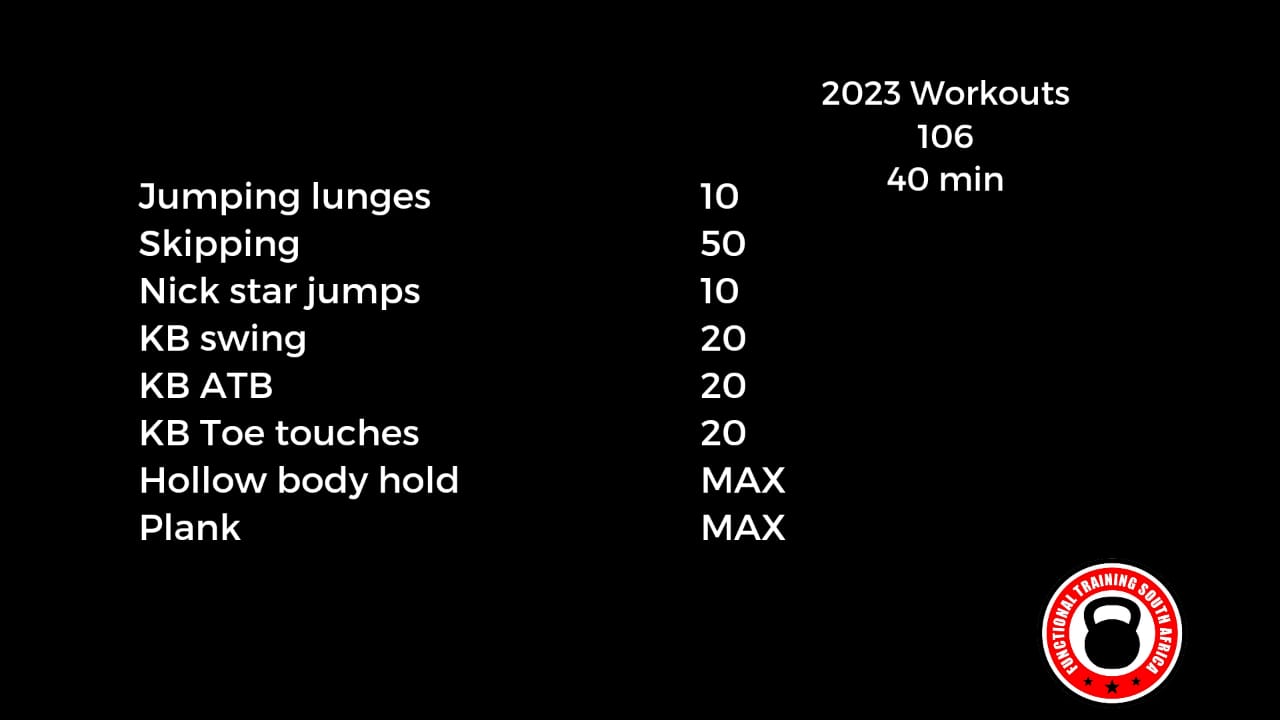 2023 Workouts
106
40 min
Jumping lunges 10
Skipping 50
Nick star jumps 10
KB swing 20
KB ATB 20
KB Toe touches 20
Hollow body hold MAX
Plank MAX
FUNCTIONAL TRAINING SOUTH AFRICA